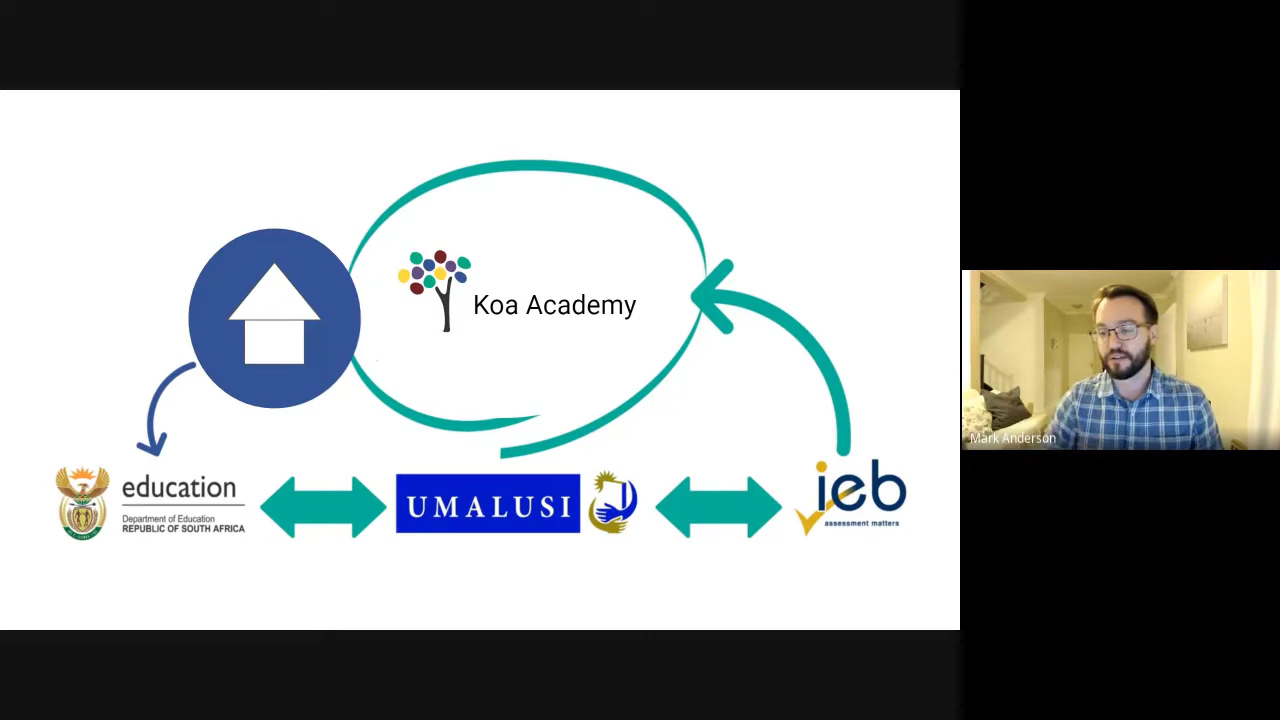 Koa Academy
education
Department of Education
REPUBLIC OF SOUTH AFRICA
UMALUSI
ieb
assessment matters
Mark Anderson